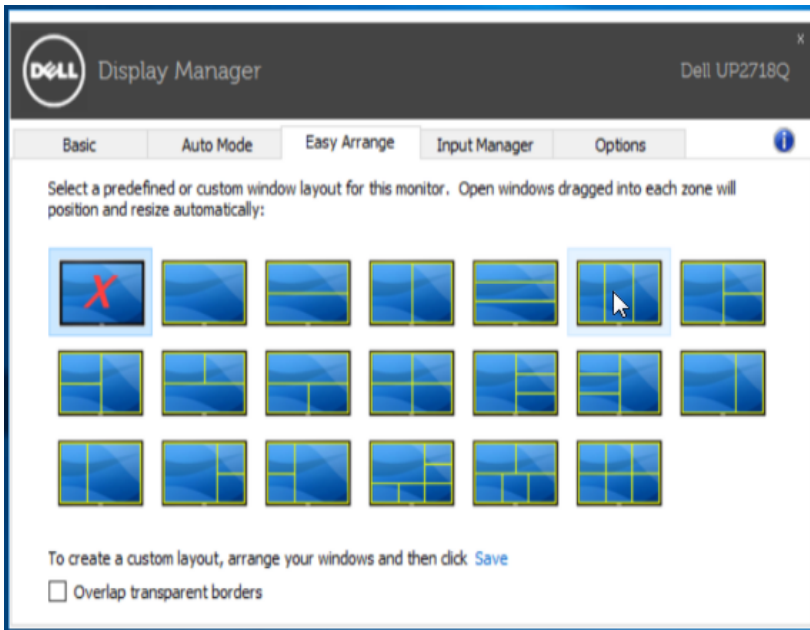 DELL Display Manager
x
Dell UP2718Q
Basic Auto Mode Easy Arrange Input Manager Options
Select a predefined or custom window layout for this monitor. Open windows dragged into each zone will
position and resize automatically:
To create a custom layout, arrange your windows and then click Save
Overlap transparent borders